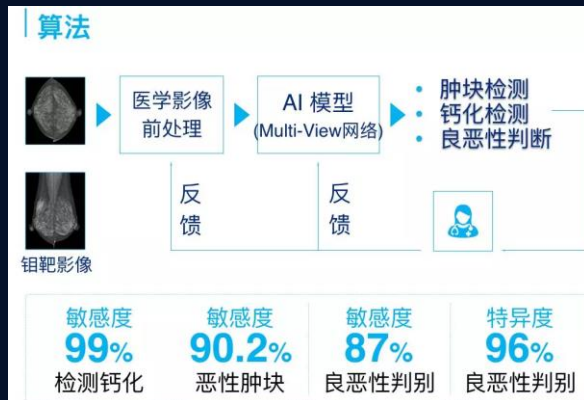 算法
医学影像
前处理
AI 模型
(Multi-View网络)
• 肿块检测
• 钙化检测
• 良恶性判断
反
馈
反
馈
钼靶影像
敏感度
99%
检测钙化
敏感度
90.2%
恶性肿块
敏感度
87%
良恶性判别
特异度
96%
良恶性判别